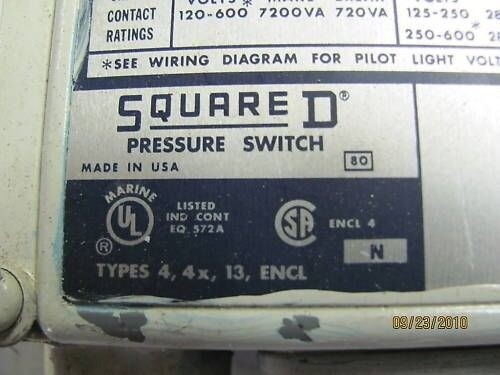 CONTACT 120-600 7200VA 720VA 125-250
RATINGS 250-600*
*SEE WIRING DIAGRAM FOR PILOT LIGHT VOLT
SQUARE D®
PRESSURE SWITCH
MADE IN USA
80
MARINE
UL
®
LISTED
IND CONT
EQ 572A
SA
ENCL 4
N
TYPES 4, 4x, 13, ENCL
09/23/2010